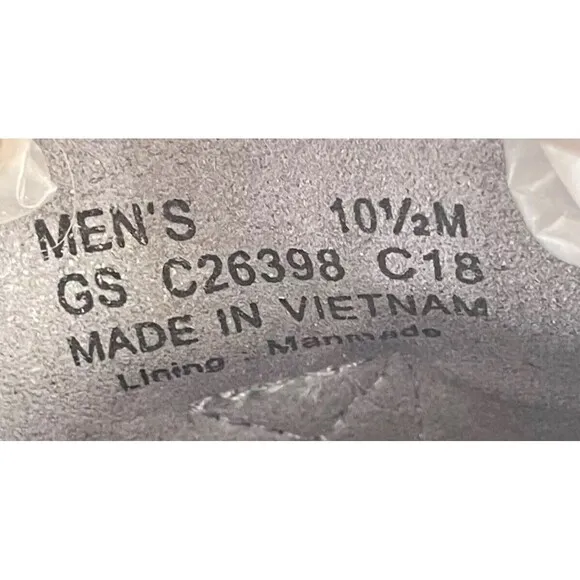 MEN'S 10½M
GS C26398 C18
MADE IN VIETNAM
Lining - Manmade